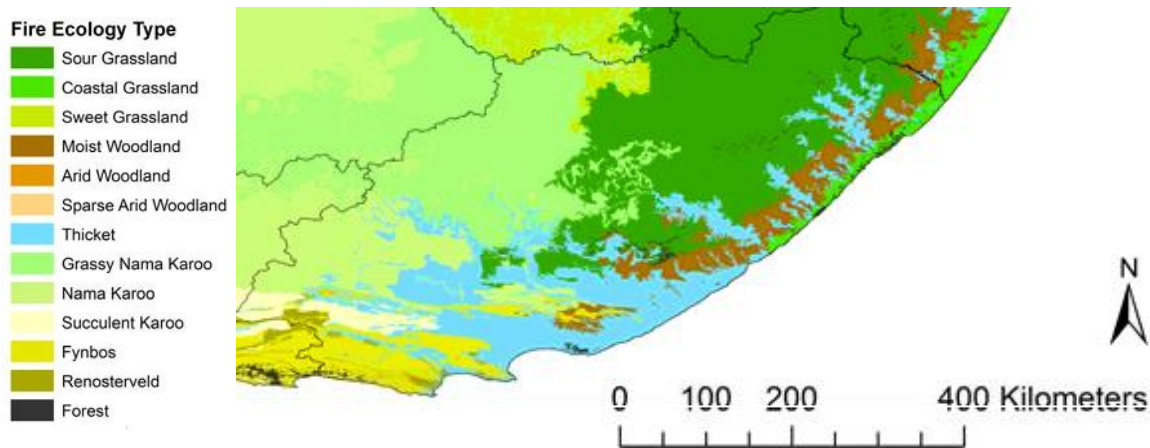 Fire Ecology Type
Sour Grassland
Coastal Grassland
Sweet Grassland
Moist Woodland
Arid Woodland
Sparse Arid Woodland
Thicket
Grassy Nama Karoo
Nama Karoo
Succulent Karoo
Fynbos
Renosterveld
Forest
N
0 100 200 400 Kilometers